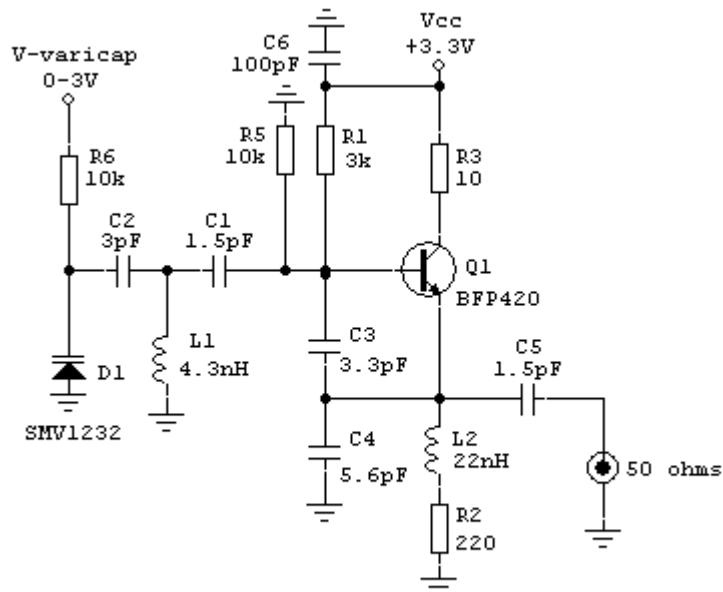 Vcc
+3.3V
C6
100pF
V-varicap
0-3V
R5
10k
R1
3k
R3
10
R6
10k
C2
3pF
C1
1.5pF
Q1
BFP420
L1
4.3nH
D1
SMV1232
C3
3.3pF
C5
1.5pF
C4
5.6pF
L2
22nH
50 ohms
R2
220